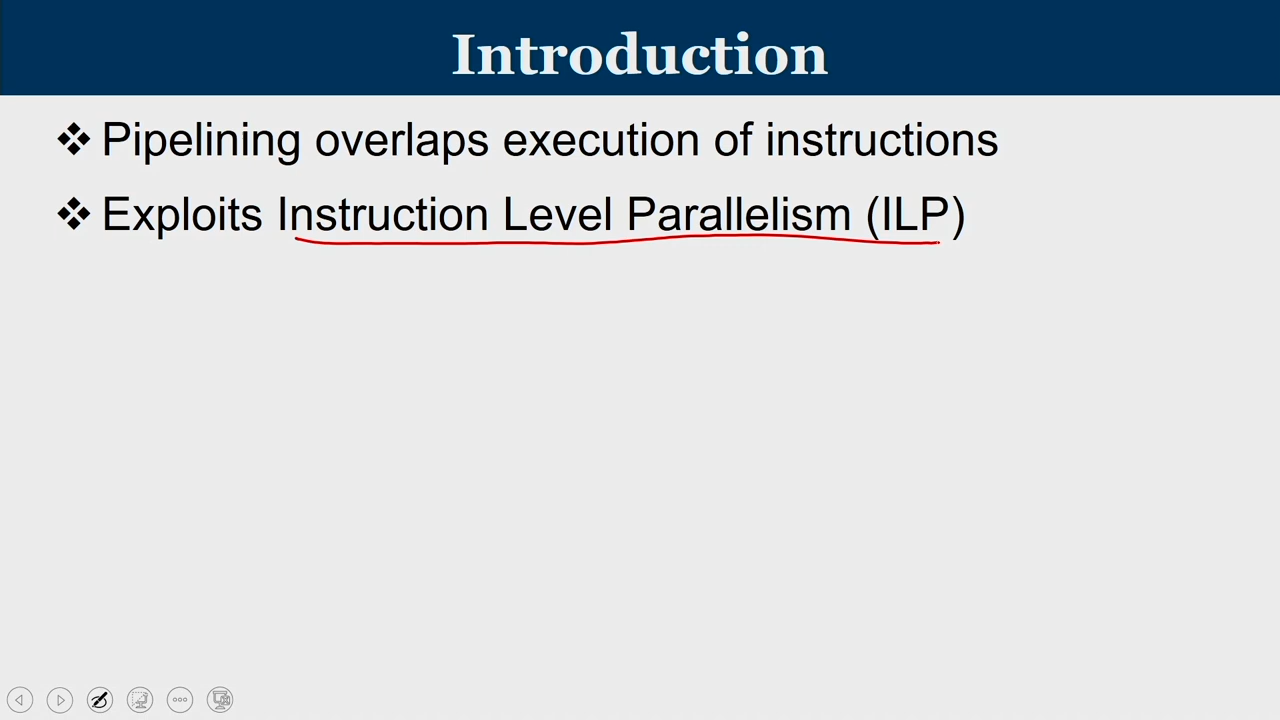 Introduction
❖ Pipelining overlaps execution of instructions
❖ Exploits Instruction Level Parallelism (ILP)